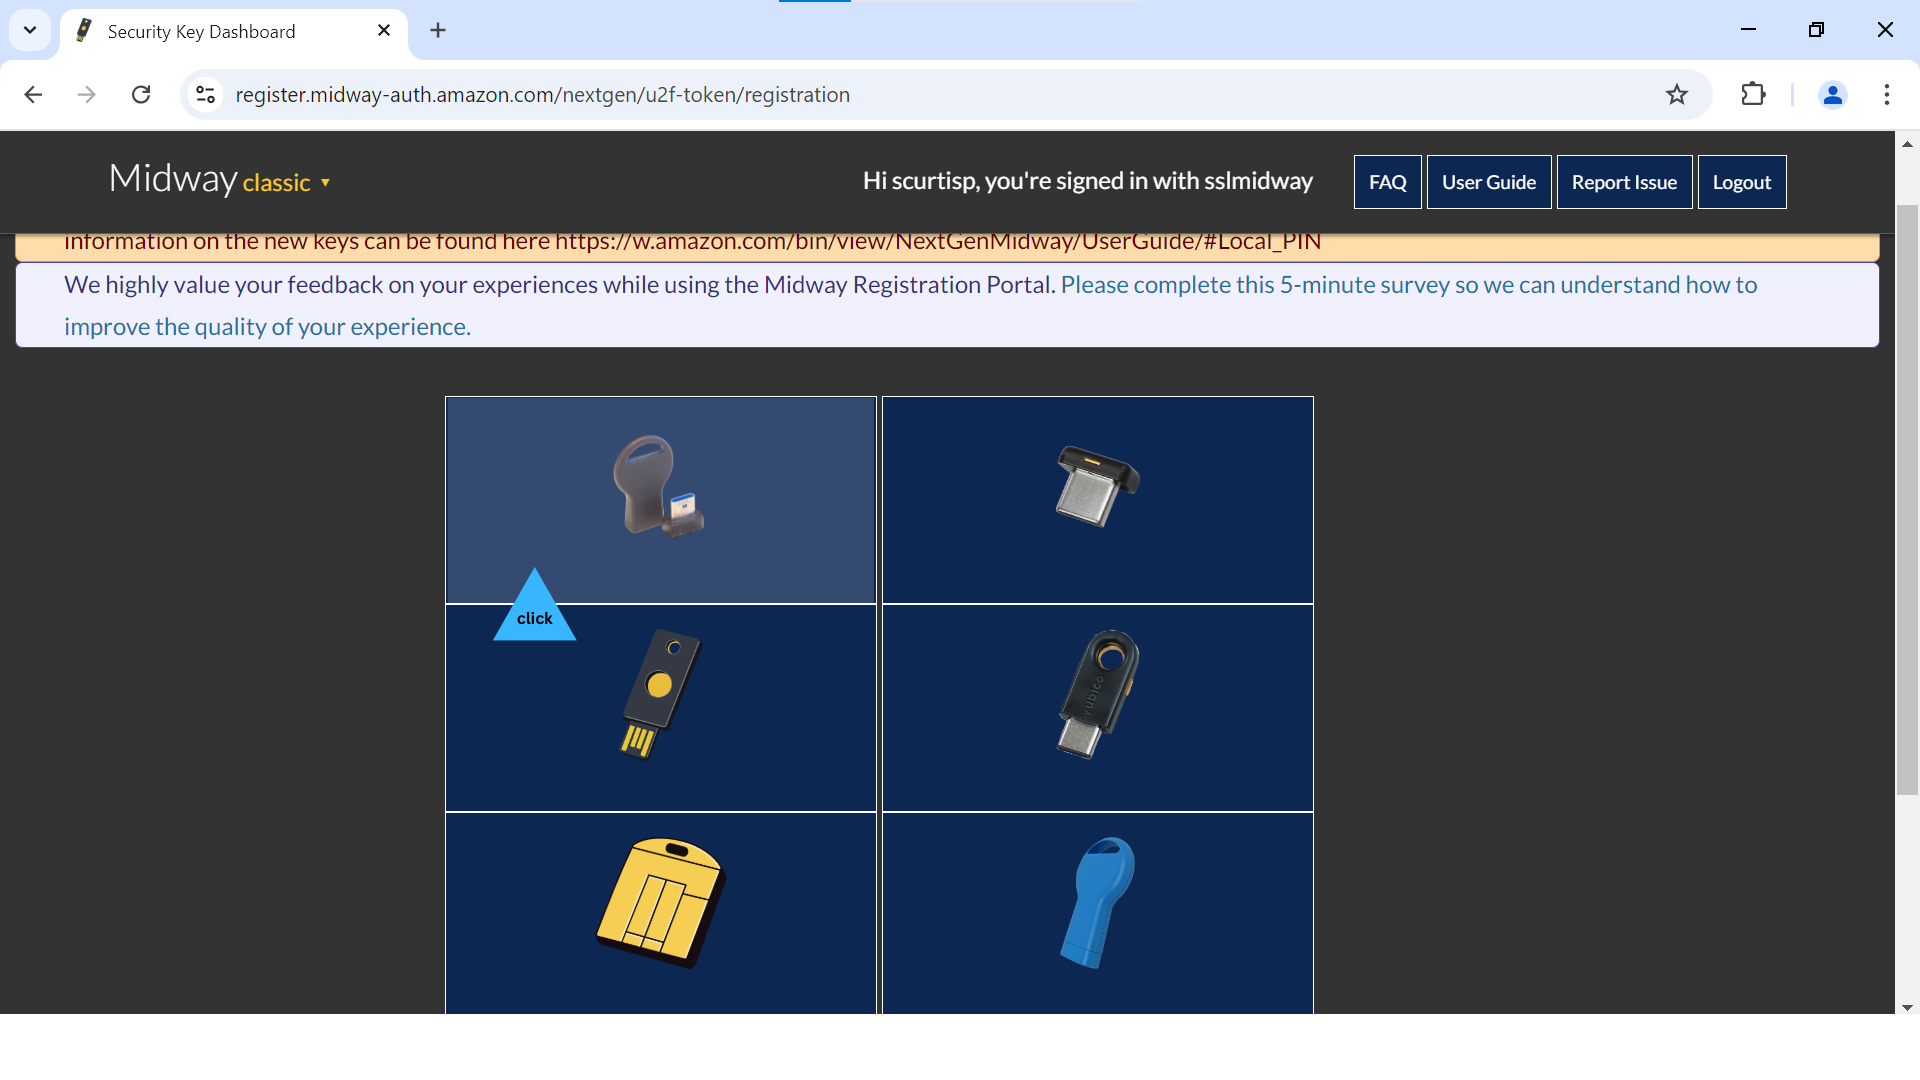 Security Key Dashboard
register.midway-auth.amazon.com/nextgen/u2f-token/registration
Midway classic
Hi scurtisp, you're signed in with sslmidway
FAQ
User Guide
Report Issue
Logout
information on the new keys can be found here https://w.amazon.com/bin/view/NextGenMidway/UserGuide/#Local_PIN
We highly value your feedback on your experiences while using the Midway Registration Portal. Please complete this 5-minute survey so we can understand how to
improve the quality of your experience.
click
yubico